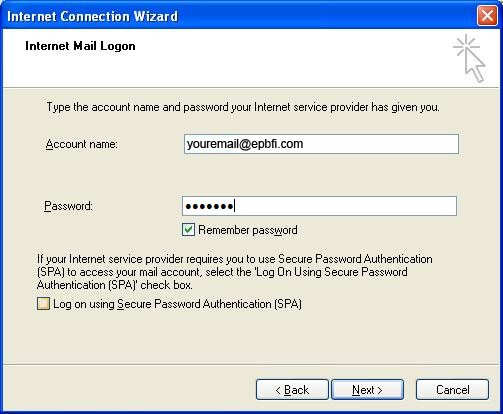 Internet Connection Wizard
Internet Mail Logon
Type the account name and password your Internet service provider has given you.
Account name:
youremail@epbfi.com
Password:
•••••••
Remember password
If your Internet service provider requires you to use Secure Password Authentication
(SPA) to access your mail account, select the 'Log On Using Secure Password
Authentication (SPA)' check box.
Log on using Secure Password Authentication (SPA)
< Back
Next >
Cancel